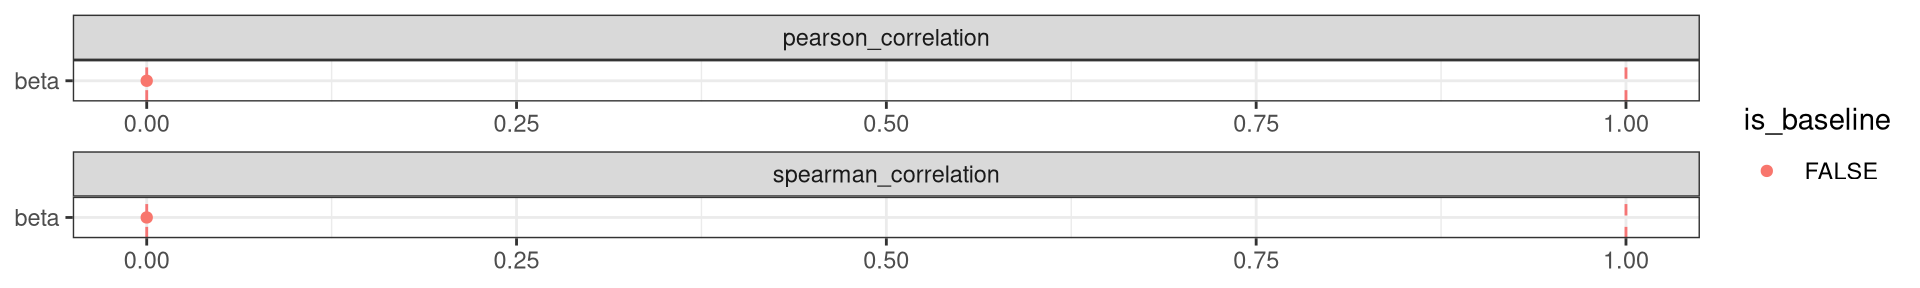 pearson_correlation
beta
0.00 0.25 0.50 0.75 1.00
spearman_correlation
beta
0.00 0.25 0.50 0.75 1.00
is_baseline
FALSE